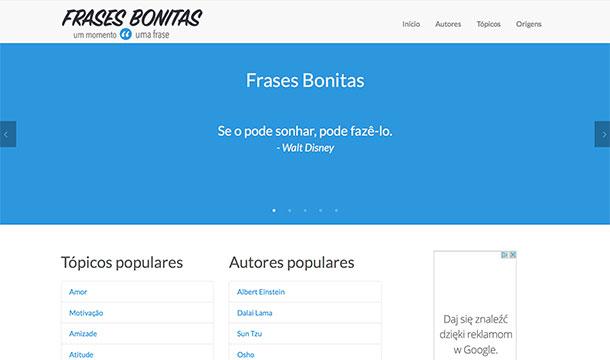 FRASES BONITAS
um momento “ uma frase
Início Autores Tópicos Origens
Frases Bonitas
Se o pode sonhar, pode fazê-lo.
- Walt Disney
Tópicos populares
Amor
Motivação
Amizade
Atitude
Autores populares
Albert Einstein
Dalai Lama
Sun Tzu
Osho
Daj się znaleźć
dzięki reklamom
w Google.